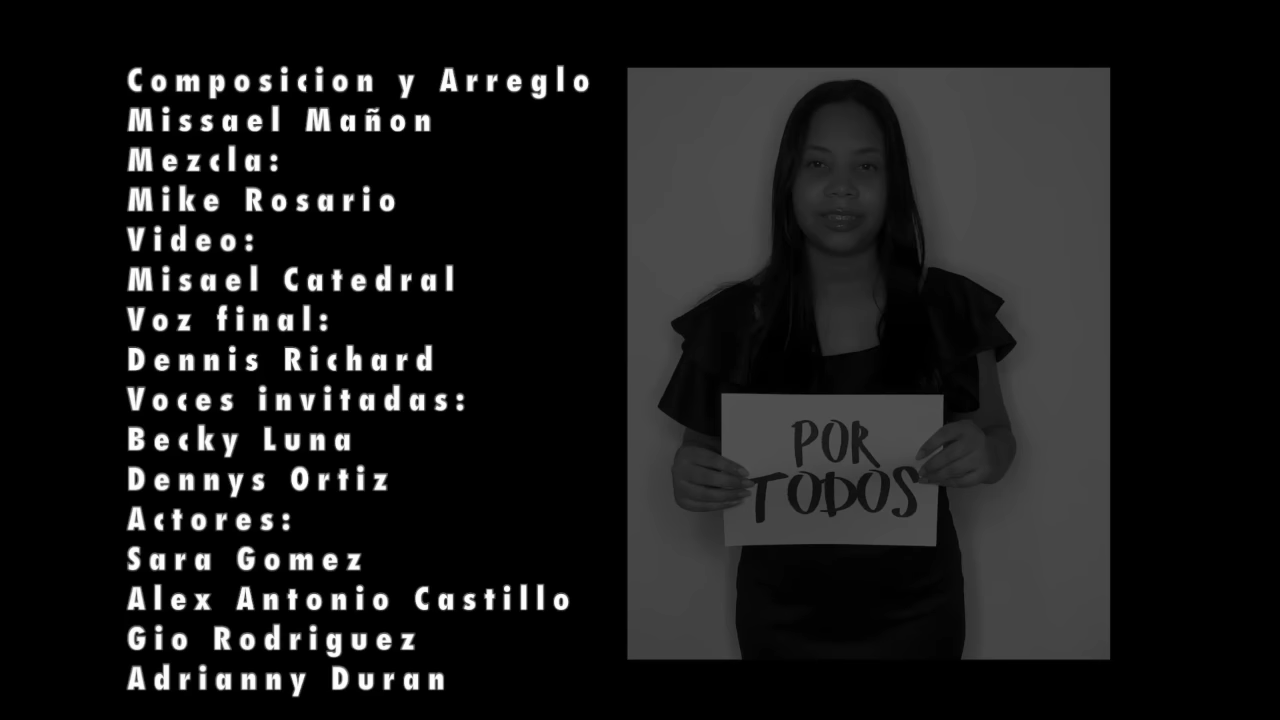 Composicion y Arreglo
Missael Mañon
Mezcla:
Mike Rosario
Video:
Misael Catedral
Voz final:
Dennis Richard
Voces invitadas:
Becky Luna
Dennys Ortiz
Actores:
Sara Gomez
Alex Antonio Castillo
Gio Rodriguez
Adrianny Duran
POR
TODOS